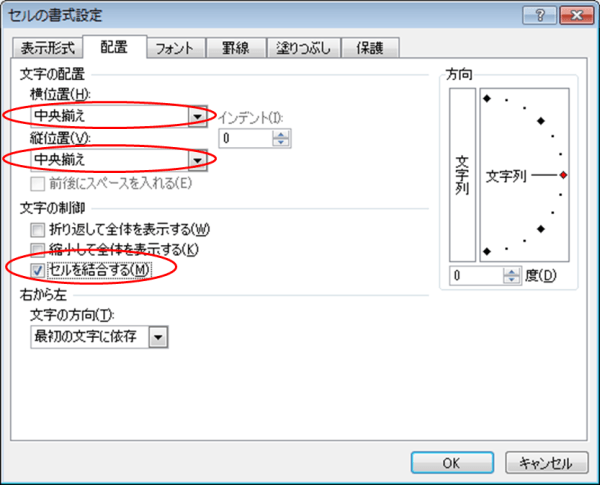 セルの書式設定
表示形式 配置 フォント 罫線 塗りつぶし 保護
文字の配置
横位置(H):
中央揃え
インデント(I):
縦位置(V):
0
中央揃え
前後にスペースを入れる(E)
文字の制御
折り返して全体を表示する(W)
縮小して全体を表示する(K)
セルを結合する(M)
右から左
文字の方向(T):
最初の文字に依存
方向
文字列
文字列
0 度(D)
OK キャンセル